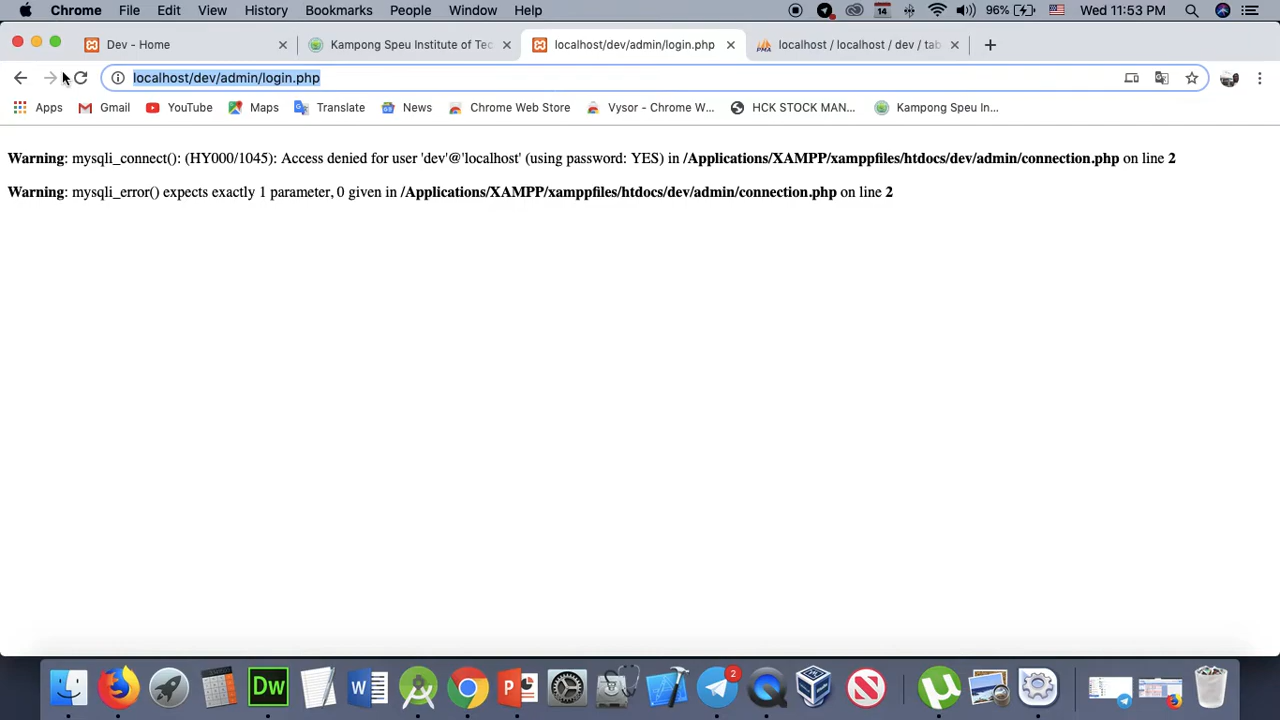 Chrome File Edit View History Bookmarks People Window Help 14 96% Wed 11:53 PM
Dev - Home Kampong Speu Institute of Tec localhost/dev/admin/login.php PMA localhost / localhost / dev / tab
localhost/dev/admin/login.php
Apps Gmail YouTube Maps Translate News Chrome Web Store Vysor - Chrome W... HCK STOCK MAN... Kampong Speu In...
Warning: mysqli_connect(): (HY000/1045): Access denied for user 'dev'@'localhost' (using password: YES) in /Applications/XAMPP/xamppfiles/htdocs/dev/admin/connection.php on line 2
Warning: mysqli_error() expects exactly 1 parameter, 0 given in /Applications/XAMPP/xamppfiles/htdocs/dev/admin/connection.php on line 2
Dw W P 2